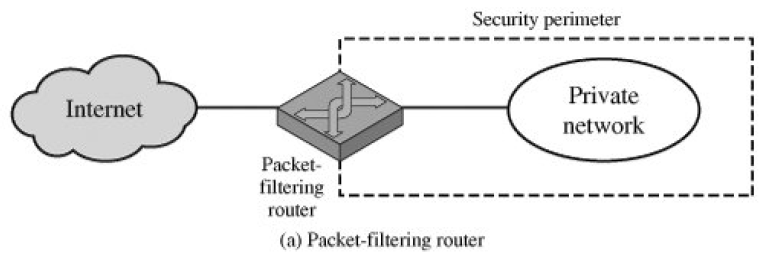 Security perimeter
Internet
Private
network
Packet-
filtering
router
(a) Packet-filtering router